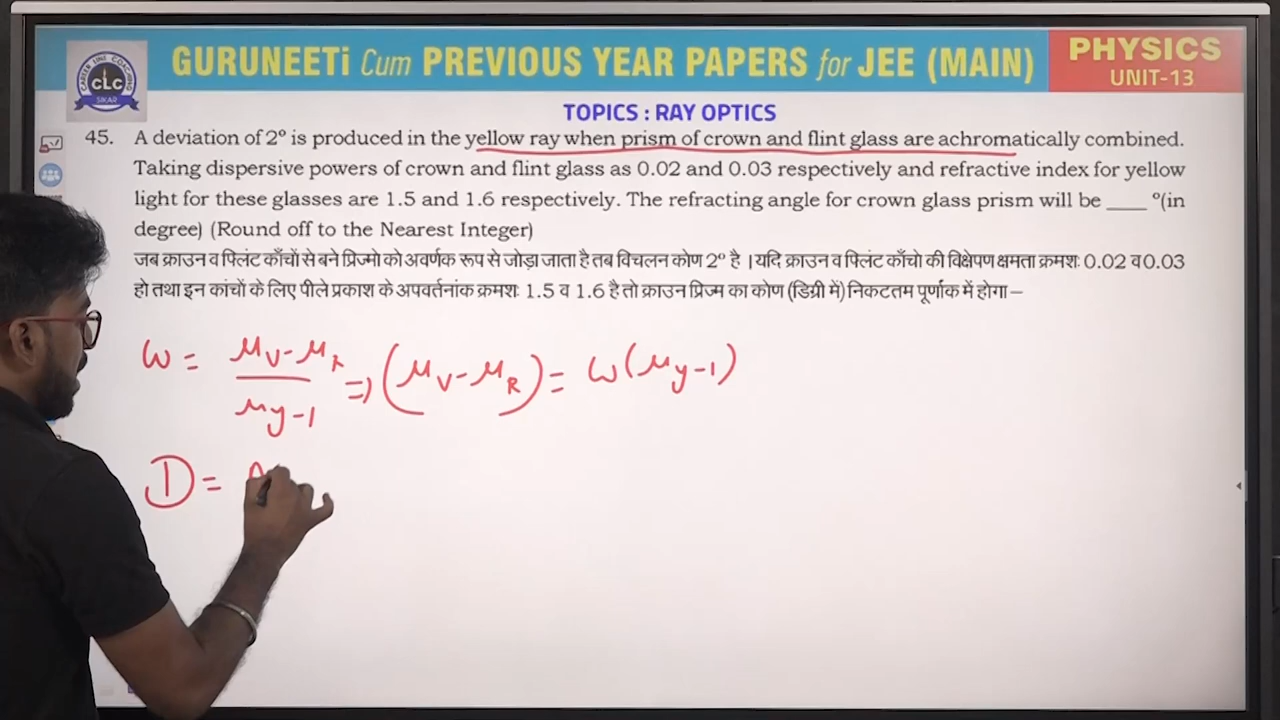 GURUNEETi Cum PREVIOUS YEAR PAPERS for JEE (MAIN)
PHYSICS
UNIT-13
CLC
SIKAR
TOPICS : RAY OPTICS
45. A deviation of 2º is produced in the yellow ray when prism of crown and flint glass are achromatically combined.
Taking dispersive powers of crown and flint glass as 0.02 and 0.03 respectively and refractive index for yellow
light for these glasses are 1.5 and 1.6 respectively. The refracting angle for crown glass prism will be ____ º(in
degree) (Round off to the Nearest Integer)
जब क्राउन व फ्लिंट काँचों से बने प्रिज्मो को अवर्णक रूप से जोड़ा जाता है तब विचलन कोण 2º है । यदि क्राउन व फ्लिंट काँचो की विक्षेपण क्षमता क्रमश: 0.02 व 0.03
हो तथा इन कांचों के लिए पीले प्रकाश के अपवर्तनांक क्रमश: 1.5 व 1.6 है तो क्राउन प्रिज्म का कोण (डिग्री में) निकटतम पूर्णांक में होगा –
ω = μV - μR / μy - 1 ⇒ (μV - μR) = ω(μy - 1)
D =